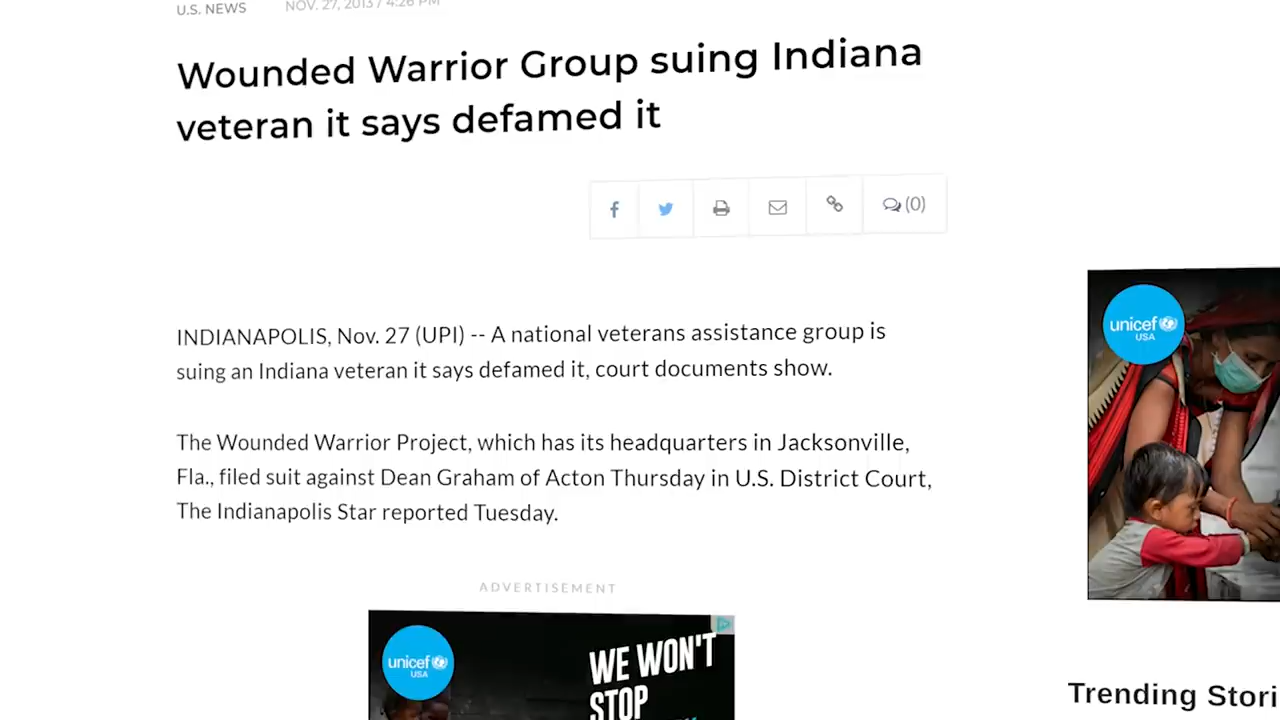 U.S. NEWS NOV. 27, 2013 / 4:26 PM
Wounded Warrior Group suing Indiana
veteran it says defamed it
(0)
INDIANAPOLIS, Nov. 27 (UPI) -- A national veterans assistance group is
suing an Indiana veteran it says defamed it, court documents show.
The Wounded Warrior Project, which has its headquarters in Jacksonville,
Fla., filed suit against Dean Graham of Acton Thursday in U.S. District Court,
The Indianapolis Star reported Tuesday.
ADVERTISEMENT
unicef
USA
WE WON'T
STOP
unicef
USA
Trending Stori